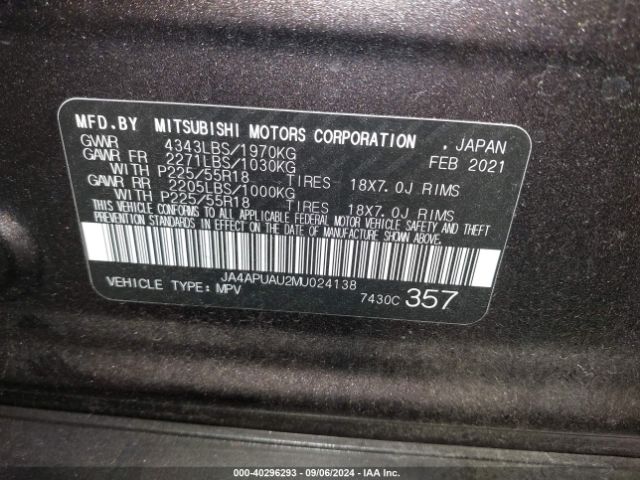 MFD.BY MITSUBISHI MOTORS CORPORATION . JAPAN
GVWR 4343LBS/1970KG FEB 2021
GAWR FR 2271LBS/1030KG
WITH P225/55R18 TIRES 18X7.0J RIMS
GAWR RR 2205LBS/1000KG
WITH P225/55R18 TIRES 18X7.0J RIMS
THIS VEHICLE CONFORMS TO ALL APPLICABLE FEDERAL MOTOR VEHICLE SAFETY AND THEFT
PREVENTION STANDARDS IN EFFECT ON THE DATE OF MANUFACTURE SHOWN ABOVE.
JA4APUAU2MU024138
VEHICLE TYPE: MPV 7430C 357
000-40296293 - 09/06/2024 - IAA Inc.